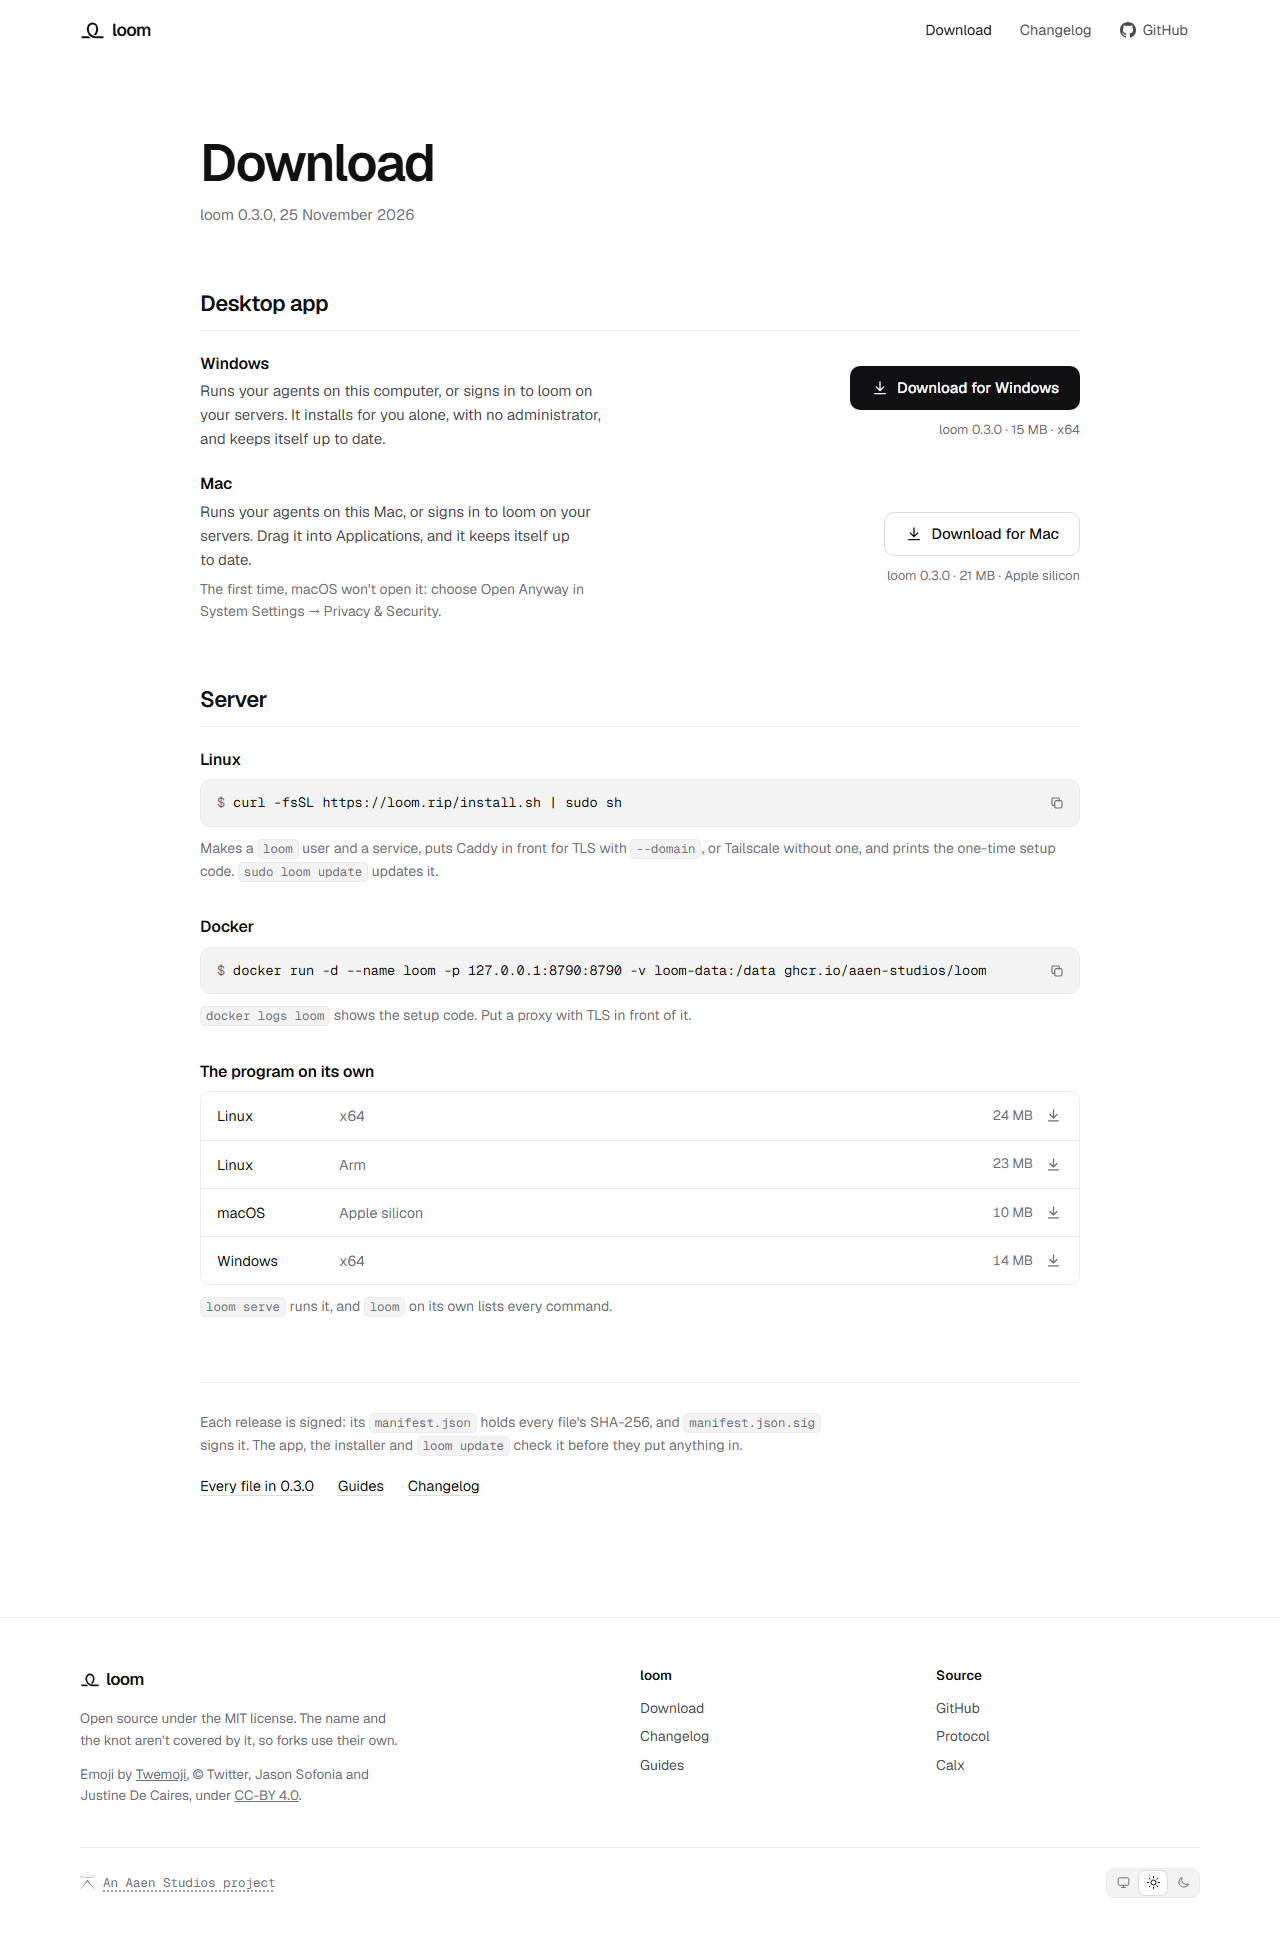 loom
Download Changelog GitHub
Download
loom 0.3.0, 25 November 2026
Desktop app
Windows
Runs your agents on this computer, or signs in to loom on
your servers. It installs for you alone, with no administrator,
and keeps itself up to date.
Download for Windows
loom 0.3.0 · 15 MB · x64
Mac
Runs your agents on this Mac, or signs in to loom on your
servers. Drag it into Applications, and it keeps itself up
to date.
The first time, macOS won't open it: choose Open Anyway in
System Settings → Privacy & Security.
Download for Mac
loom 0.3.0 · 21 MB · Apple silicon
Server
Linux
$ curl -fsSL https://loom.rip/install.sh | sudo sh
Makes a loom user and a service, puts Caddy in front for TLS with --domain, or Tailscale without one, and prints the one-time setup
code. sudo loom update updates it.
Docker
$ docker run -d --name loom -p 127.0.0.1:8790:8790 -v loom-data:/data ghcr.io/aaen-studios/loom
docker logs loom shows the setup code. Put a proxy with TLS in front of it.
The program on its own
Linux x64 24 MB
Linux Arm 23 MB
macOS Apple silicon 10 MB
Windows x64 14 MB
loom serve runs it, and loom on its own lists every command.
Each release is signed: its manifest.json holds every file's SHA-256, and manifest.json.sig
signs it. The app, the installer and loom update check it before they put anything in.
Every file in 0.3.0 Guides Changelog
loom
Open source under the MIT license. The name and
the knot aren't covered by it, so forks use their own.
Emoji by Twemoji, © Twitter, Jason Sofonia and
Justine De Caires, under CC-BY 4.0.
loom
Download
Changelog
Guides
Source
GitHub
Protocol
Calx
An Aaen Studios project